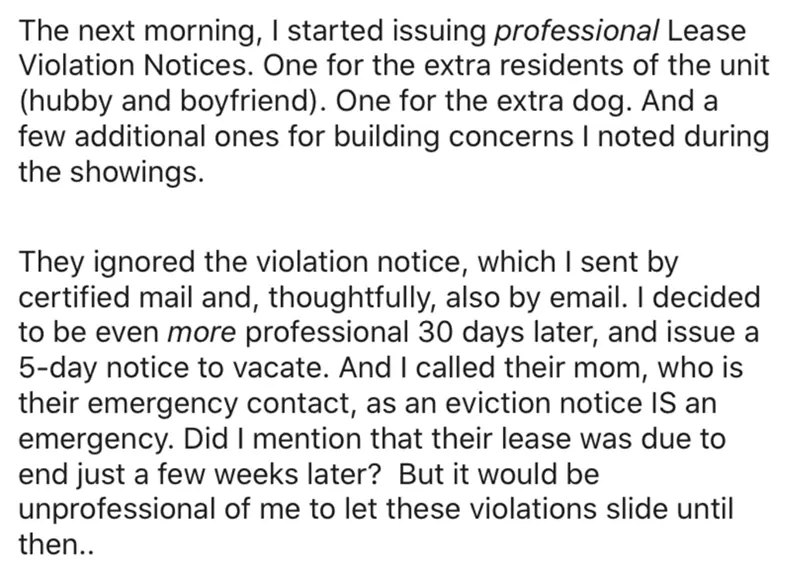 The next morning, I started issuing professional Lease
Violation Notices. One for the extra residents of the unit
(hubby and boyfriend). One for the extra dog. And a
few additional ones for building concerns I noted during
the showings.
They ignored the violation notice, which I sent by
certified mail and, thoughtfully, also by email. I decided
to be even more professional 30 days later, and issue a
5-day notice to vacate. And I called their mom, who is
their emergency contact, as an eviction notice IS an
emergency. Did I mention that their lease was due to
end just a few weeks later?  But it would be
unprofessional of me to let these violations slide until
then..